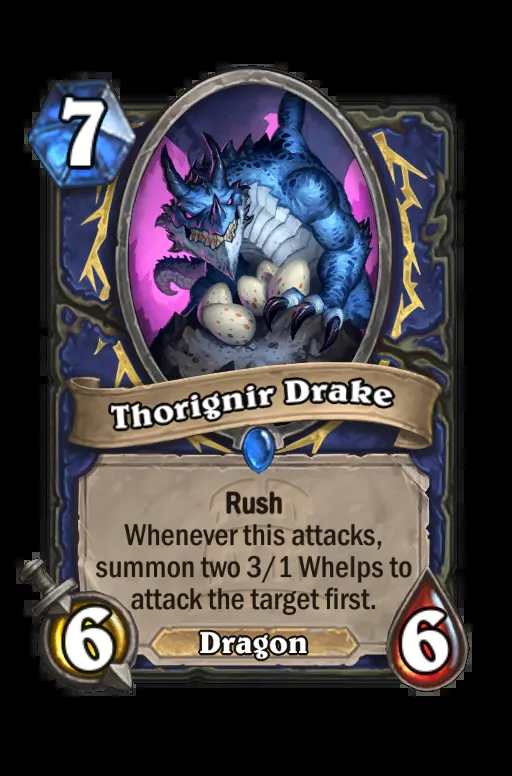 7
Thorignir Drake
Rush
Whenever this attacks,
summon two 3/1 Whelps to
attack the target first.
6
Dragon
6